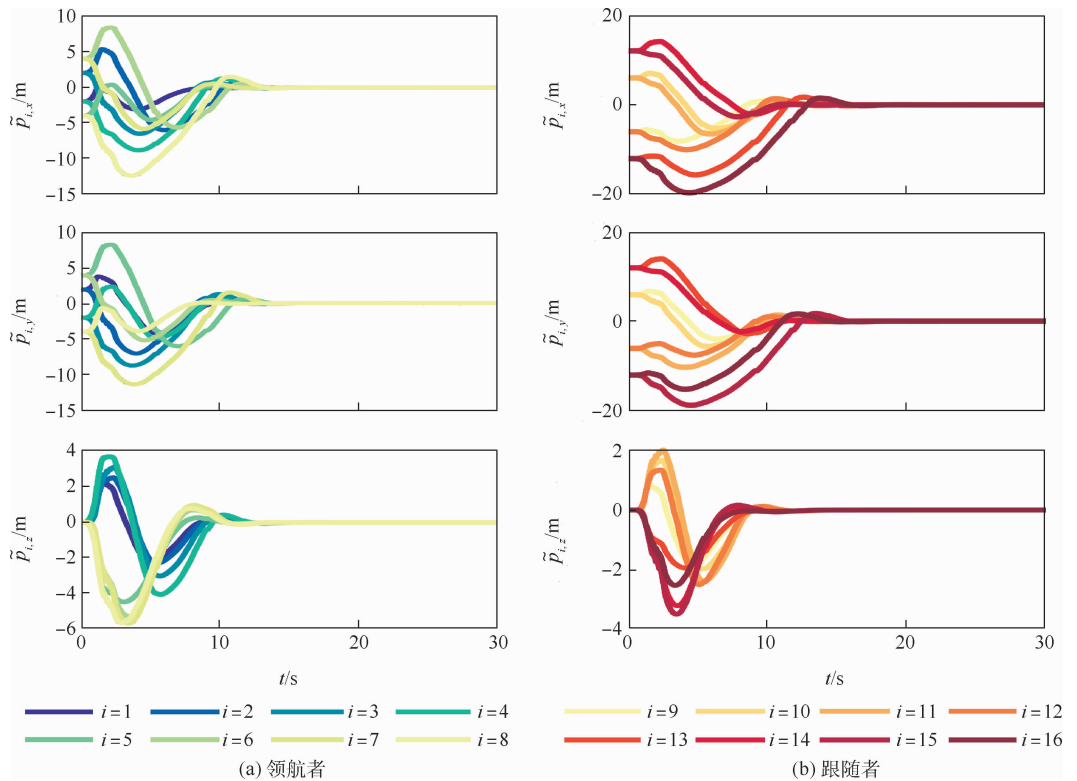 10
5
0
−5
−10
−15
p̃i,x/m
20
0
−20
p̃i,x/m
10
5
0
−5
−10
−15
p̃i,y/m
20
0
−20
p̃i,y/m
4
2
0
−2
−4
−6
p̃i,z/m
0 10 20 30
t/s
2
0
−2
−4
p̃i,z/m
0 10 20 30
t/s
i=1 i=2 i=3 i=4
i=5 i=6 i=7 i=8
(a) 领航者
i=9 i=10 i=11 i=12
i=13 i=14 i=15 i=16
(b) 跟随者